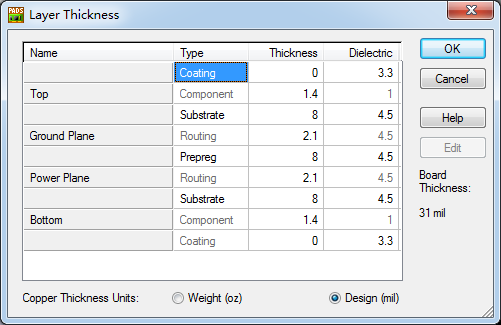 PADS
Layer Thickness
Name Type Thickness Dielectric
Coating 0 3.3
Top Component 1.4 1
Substrate 8 4.5
Ground Plane Routing 2.1 4.5
Prepreg 8 4.5
Power Plane Routing 2.1 4.5
Substrate 8 4.5
Bottom Component 1.4 1
Coating 0 3.3
OK
Cancel
Help
Edit
Board
Thickness:
31 mil
Copper Thickness Units: Weight (oz) Design (mil)